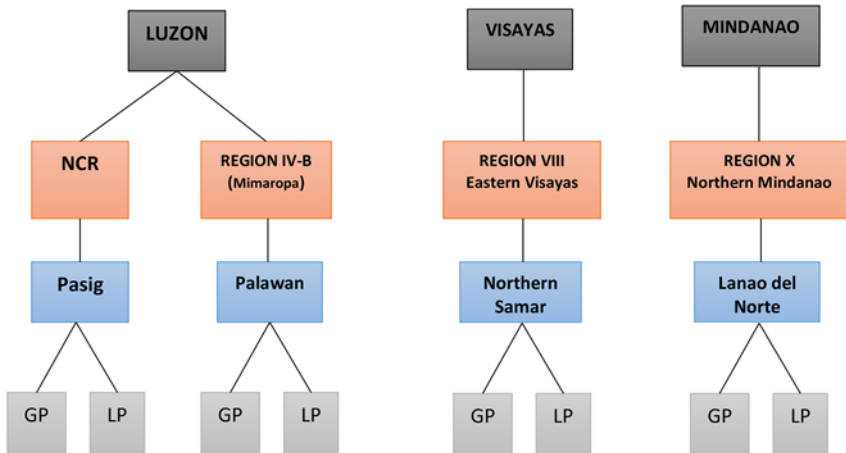 LUZON
VISAYAS
MINDANAO
NCR
REGION IV-B
(Mimaropa)
REGION VIII
Eastern Visayas
REGION X
Northern Mindanao
Pasig
Palawan
Northern
Samar
Lanao del
Norte
GP
LP
GP
LP
GP
LP
GP
LP